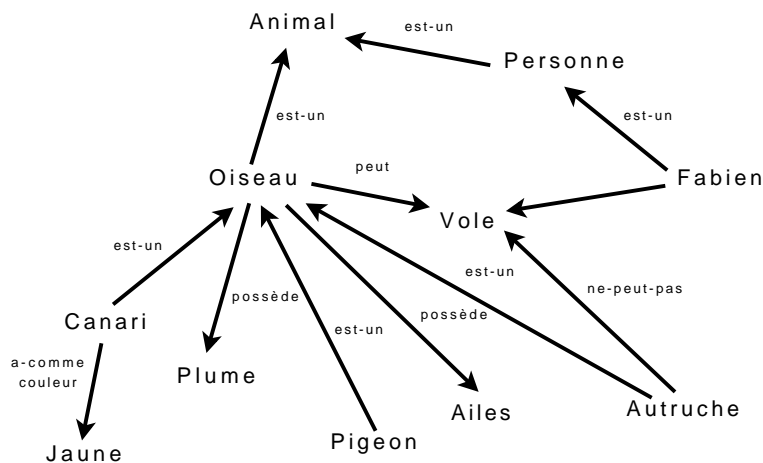 Animal
est-un
Personne
est-un
est-un
Oiseau
peut
Fabien
Vole
est-un
est-un
ne-peut-pas
possède
possède
Canari
est-un
a-comme
couleur
Plume
Ailes
Autruche
Jaune
Pigeon